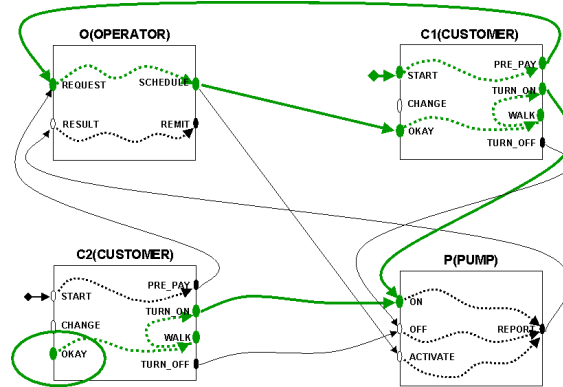 O(OPERATOR)
REQUEST
SCHEDULE
RESULT
REMIT
C1(CUSTOMER)
START
PRE_PAY
TURN_ON
CHANGE
WALK
OKAY
TURN_OFF
C2(CUSTOMER)
START
PRE_PAY
TURN_ON
CHANGE
WALK
OKAY
TURN_OFF
P(PUMP)
ON
OFF
REPORT
ACTIVATE